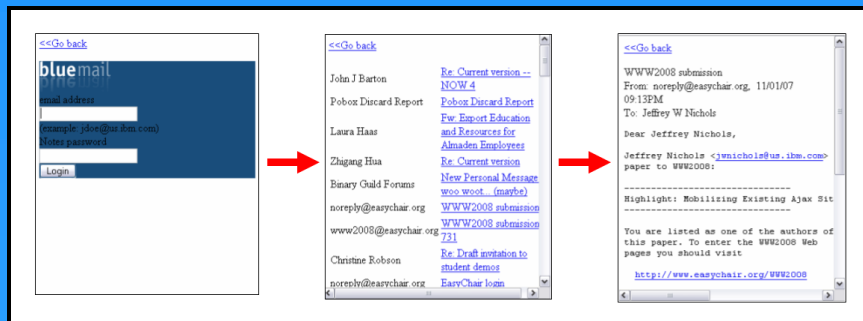 <<Go back
bluemail
email address
(example: jdoe@us.ibm.com)
Notes password
Login
<<Go back
John J Barton Re: Current version --
NOW 4
Pobox Discard Report Pobox Discard Report
Fw: Export Education
Laura Haas and Resources for
Almaden Employees
Zhigang Hua Re: Current version
New Personal Message
Binary Guild Forums woo woot... (maybe)
noreply@easychair.org WWW2008 submission
WWW2008 submission
www2008@easychair.org 731
Re: Draft invitation to
Christine Robson student demos
noreply@easychair.org EasyChair login
<<Go back
WWW2008 submission
From: noreply@easychair.org, 11/01/07
09:13PM
To: Jeffrey W Nichols
Dear Jeffrey Nichols,
Jeffrey Nichols <jwnichols@us.ibm.com>
paper to WWW2008:
------------------------------
Highlight: Mobilizing Existing Ajax Sit
------------------------------
You are listed as one of the authors of
this paper. To enter the WWW2008 Web
pages you should visit
http://www.easychair.org/WWW2008